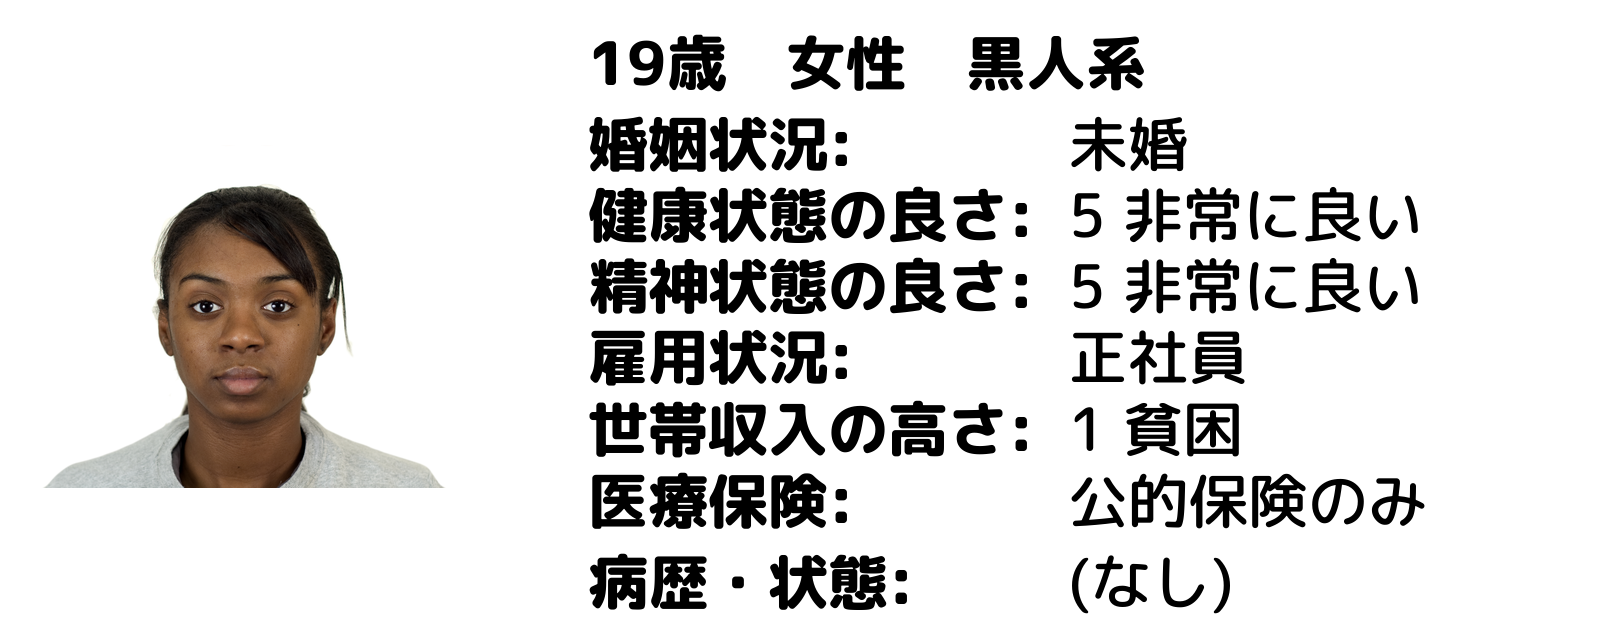 19歳　女性　黒人系
婚姻状況: 未婚
健康状態の良さ: 5 非常に良い
精神状態の良さ: 5 非常に良い
雇用状況: 正社員
世帯収入の高さ: 1 貧困
医療保険: 公的保険のみ
病歴・状態: (なし)